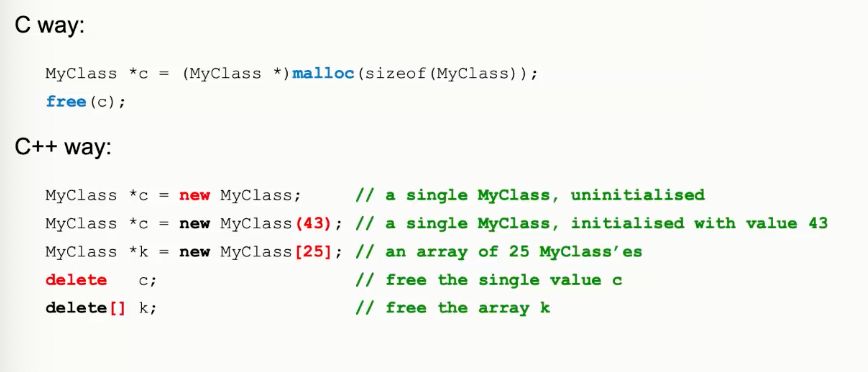 C way:
MyClass *c = (MyClass *)malloc(sizeof(MyClass));
free(c);
C++ way:
MyClass *c = new MyClass; // a single MyClass, uninitialised
MyClass *c = new MyClass(43); // a single MyClass, initialised with value 43
MyClass *k = new MyClass[25]; // an array of 25 MyClass’es
delete c; // free the single value c
delete[] k; // free the array k